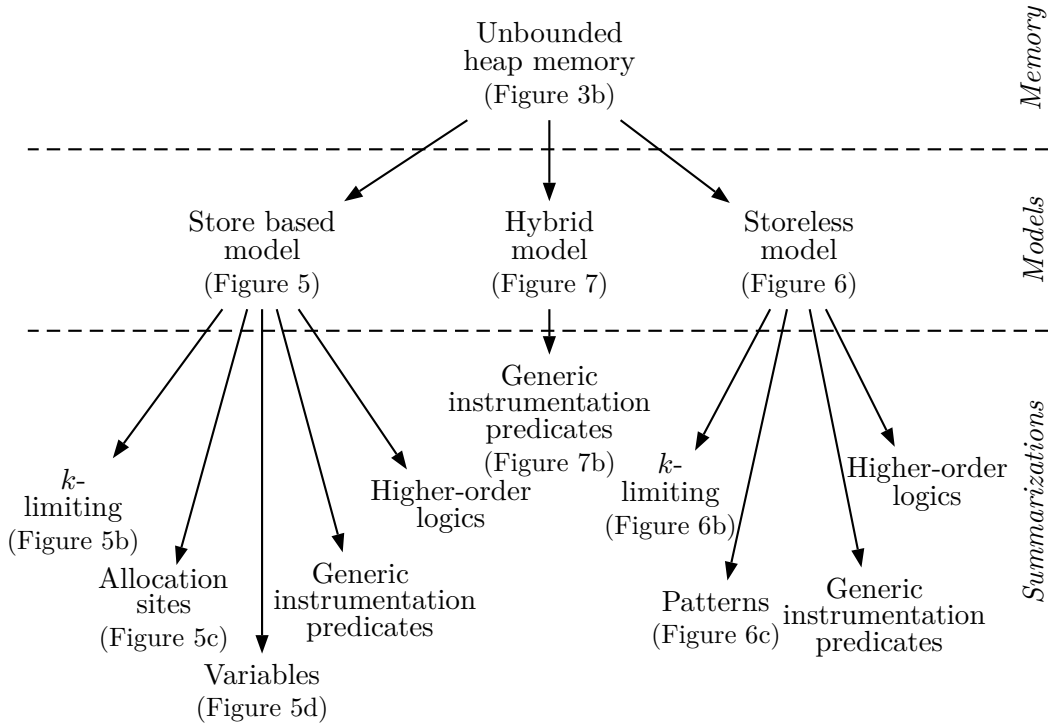 Unbounded
heap memory
(Figure 3b)
Memory
Store based
model
(Figure 5)
Hybrid
model
(Figure 7)
Storeless
model
(Figure 6)
Models
k-
limiting
(Figure 5b)
Allocation
sites
(Figure 5c)
Variables
(Figure 5d)
Generic
instrumentation
predicates
Higher-order
logics
Generic
instrumentation
predicates
(Figure 7b)
k-
limiting
(Figure 6b)
Patterns
(Figure 6c)
Generic
instrumentation
predicates
Higher-order
logics
Summarizations